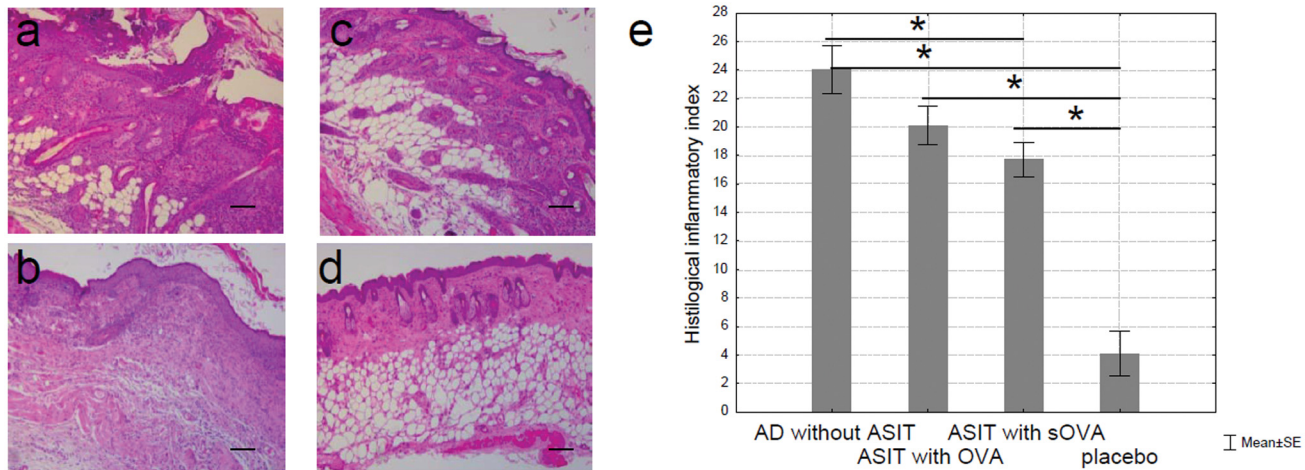 a
c
b
d
e
Histilogical inflammatory index
28
26
24
22
20
18
16
14
12
10
8
6
4
2
0
*
*
*
*
AD without ASIT
ASIT with OVA
ASIT with sOVA
placebo
Mean±SE